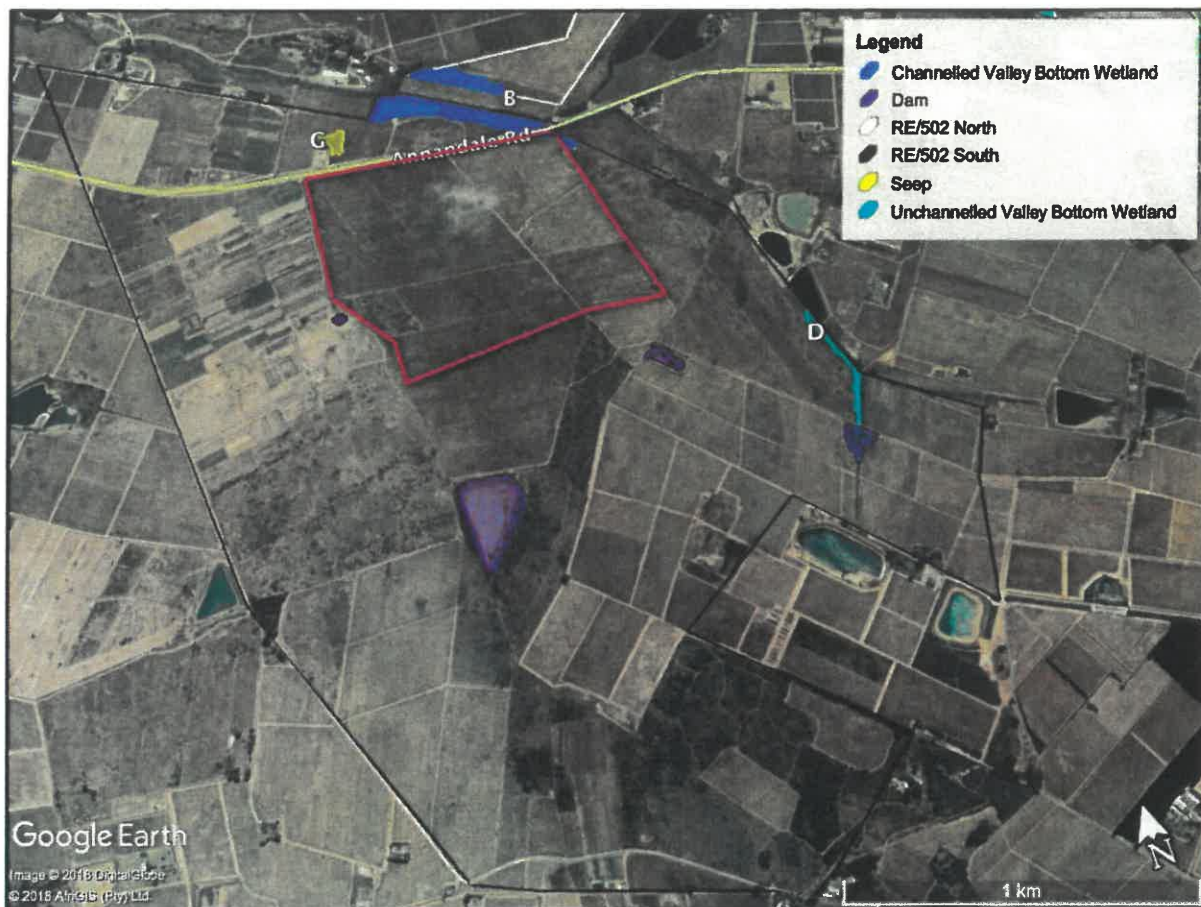 Legend
Channelled Valley Bottom Wetland
Dam
RE/502 North
RE/502 South
Seep
Unchannelled Valley Bottom Wetland
B
G
Annandale Rd
D
Google Earth
Image © 2018 DigitalGlobe
© 2018 AfriGIS (Pty) Ltd.
N
1 km